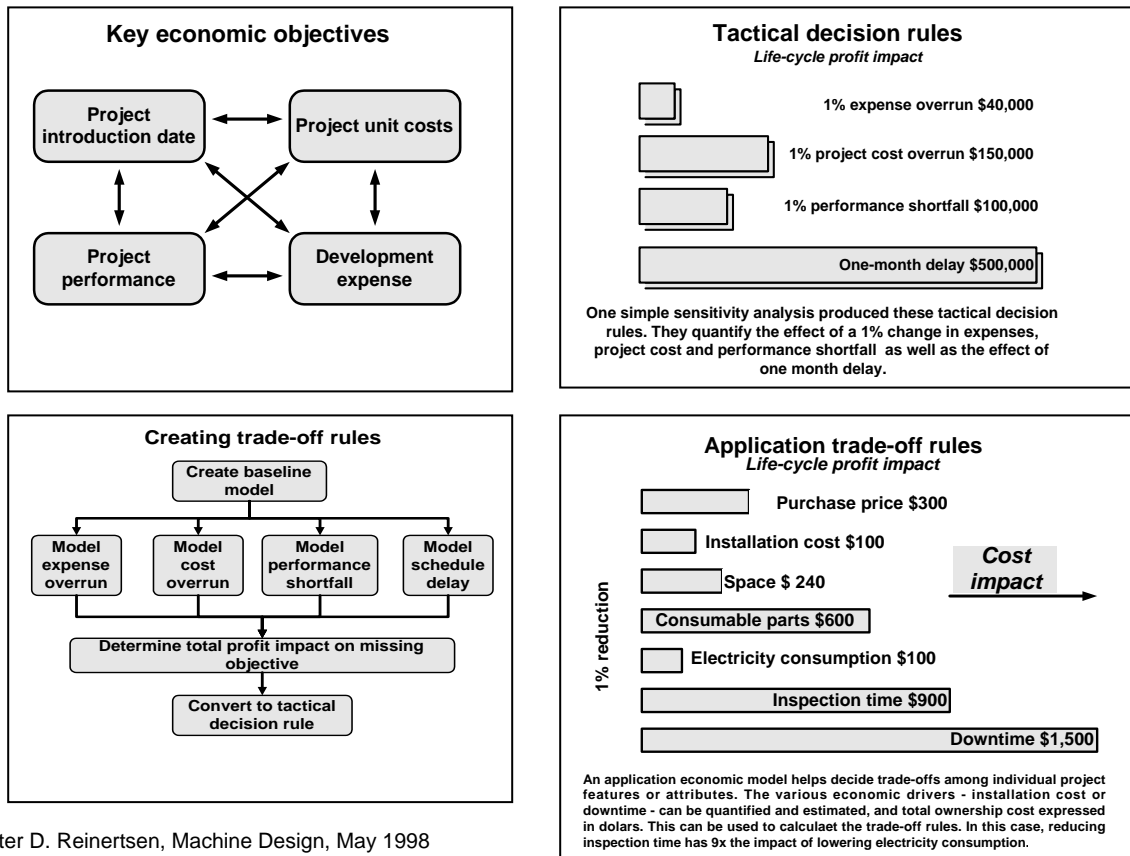 Key economic objectives
Project
introduction date
Project unit costs
Project
performance
Development
expense
Tactical decision rules
Life-cycle profit impact
1% expense overrun $40,000
1% project cost overrun $150,000
1% performance shortfall $100,000
One-month delay $500,000
One simple sensitivity analysis produced these tactical decision
rules. They quantify the effect of a 1% change in expenses,
project cost and performance shortfall as well as the effect of
one month delay.
Creating trade-off rules
Create baseline
model
Model
expense
overrun
Model
cost
overrun
Model
performance
shortfall
Model
schedule
delay
Determine total profit impact on missing
objective
Convert to tactical
decision rule
Application trade-off rules
Life-cycle profit impact
1% reduction
Purchase price $300
Installation cost $100
Space $ 240
Consumable parts $600
Electricity consumption $100
Inspection time $900
Downtime $1,500
Cost
impact
An application economic model helps decide trade-offs among individual project
features or attributes. The various economic drivers - installation cost or
downtime - can be quantified and estimated, and total ownership cost expressed
in dolars. This can be used to calculaet the trade-off rules. In this case, reducing
inspection time has 9x the impact of lowering electricity consumption.
ter D. Reinertsen, Machine Design, May 1998